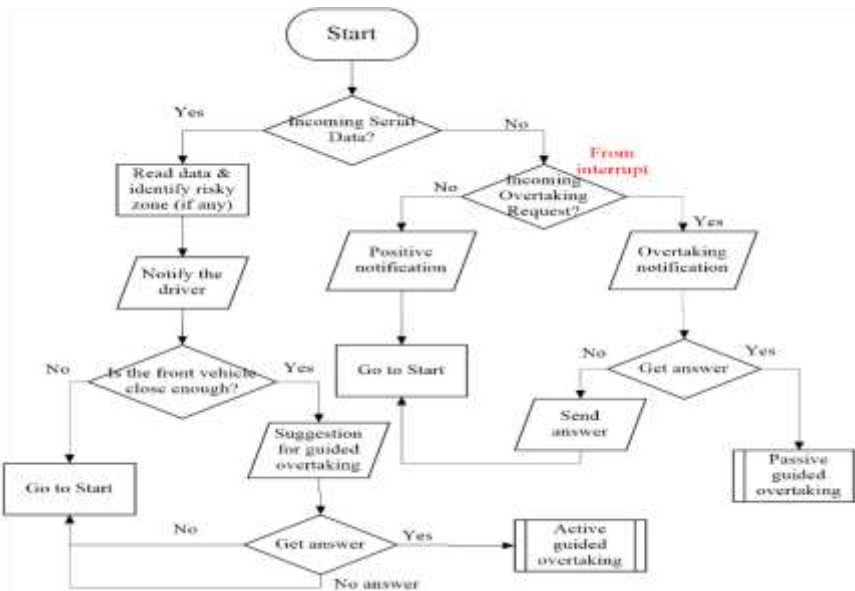 Start
Yes
Incoming Serial
Data?
No
From
interrupt
Read data &
identify risky
zone (if any)
No
Incoming
Overtaking
Request?
Yes
Positive
notification
Overtaking
notification
Notify the
driver
No
Is the front vehicle
close enough?
Yes
Go to Start
No
Get answer
Yes
Suggestion
for guided
overtaking
Send
answer
Go to Start
Passive
guided
overtaking
No
Get answer
Yes
Active
guided
overtaking
No answer